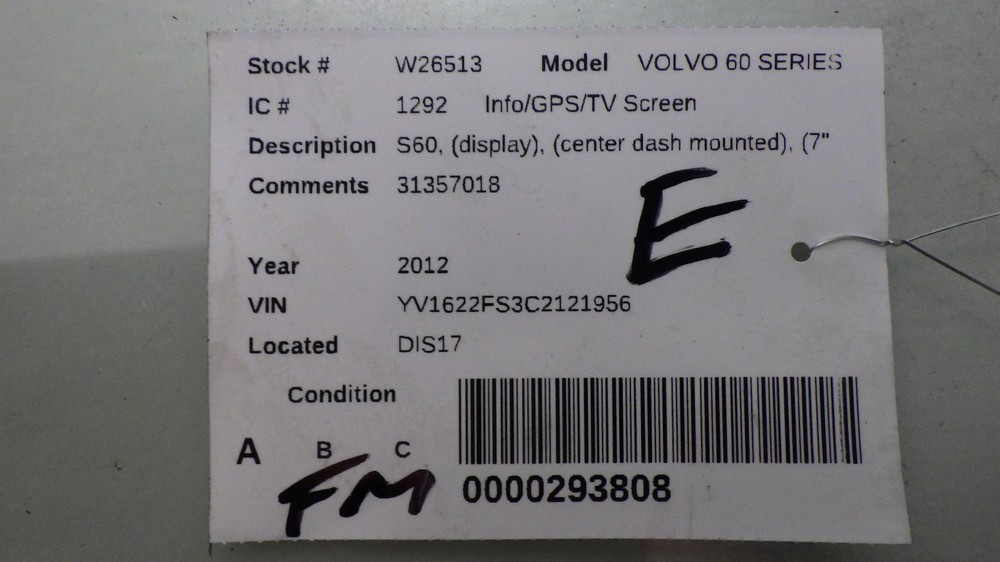 Stock # W26513 Model VOLVO 60 SERIES
IC # 1292 Info/GPS/TV Screen
Description S60, (display), (center dash mounted), (7"
Comments 31357018
E
Year 2012
VIN YV1622FS3C2121956
Located DIS17
Condition
A B C
FM
0000293808